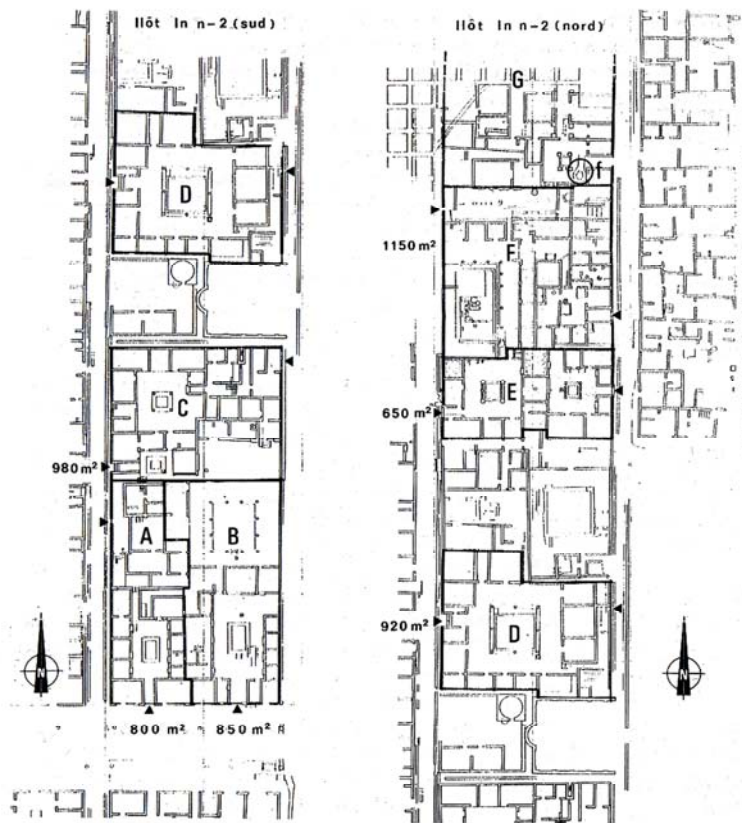 Ilôt In n-2 (sud)
D
C
980 m²
A
B
N
800 m²
850 m²
Ilôt In n-2 (nord)
G
f
1150 m²
F
E
650 m²
D
920 m²
N